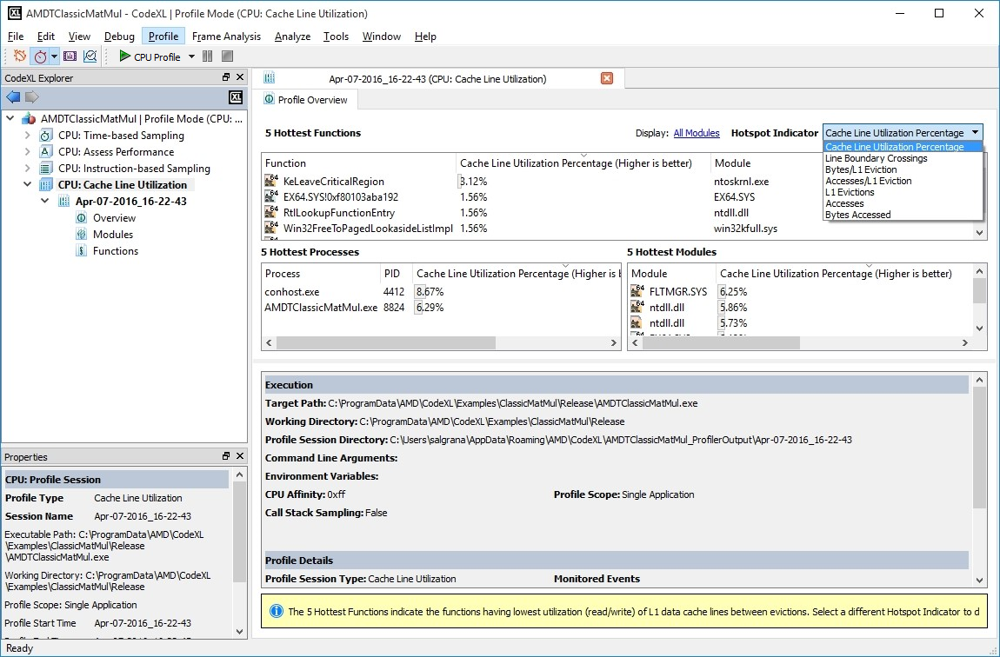 AMDTClassicMatMul - CodeXL | Profile Mode (CPU: Cache Line Utilization)
File Edit View Debug Profile Frame Analysis Analyze Tools Window Help
CPU Profile
CodeXL Explorer
XL
AMDTClassicMatMul | Profile Mode (CPU: ...
CPU: Time-based Sampling
CPU: Assess Performance
CPU: Instruction-based Sampling
CPU: Cache Line Utilization
Apr-07-2016_16-22-43
Overview
Modules
Functions
Properties
CPU: Profile Session
Profile Type Cache Line Utilization
Session Name Apr-07-2016_16-22-43
Executable Path: C:\ProgramData\AMD\CodeXL
\Examples\ClassicMatMul\Release
\AMDTClassicMatMul.exe
Working Directory: C:\ProgramData\AMD\CodeXL
\Examples\ClassicMatMul\Release
Profile Scope: Single Application
Profile Start Time Apr-07-2016_16-22-43
Apr-07-2016_16-22-43 (CPU: Cache Line Utilization)
Profile Overview
5 Hottest Functions
Display: All Modules Hotspot Indicator Cache Line Utilization Percentage
Cache Line Utilization Percentage
Line Boundary Crossings
Bytes/L1 Eviction
Accesses/L1 Eviction
L1 Evictions
Accesses
Bytes Accessed
Function Cache Line Utilization Percentage (Higher is better) Module
KeLeaveCriticalRegion 3.12% ntoskrnl.exe
EX64.SYS!0xf80103aba192 1.56% EX64.SYS
RtlLookupFunctionEntry 1.56% ntdll.dll
Win32FreeToPagedLookasideListImpl 1.56% win32kfull.sys
5 Hottest Processes
Process PID Cache Line Utilization Percentage (Higher is b
conhost.exe 4412 8.67%
AMDTClassicMatMul.exe 8824 6.29%
5 Hottest Modules
Module Cache Line Utilization Percentage (Higher is better)
FLTMGR.SYS 6.25%
ntdll.dll 5.86%
ntdll.dll 5.73%
Execution
Target Path: C:\ProgramData\AMD\CodeXL\Examples\ClassicMatMul\Release\AMDTClassicMatMul.exe
Working Directory: C:\ProgramData\AMD\CodeXL\Examples\ClassicMatMul\Release
Profile Session Directory: C:\Users\salgrana\AppData\Roaming\AMD\CodeXL\AMDTClassicMatMul_ProfilerOutput\Apr-07-2016_16-22-43
Command Line Arguments:
Environment Variables:
CPU Affinity: 0xff Profile Scope: Single Application
Call Stack Sampling: False
Profile Details
Profile Session Type: Cache Line Utilization Monitored Events
The 5 Hottest Functions indicate the functions having lowest utilization (read/write) of L1 data cache lines between evictions. Select a different Hotspot Indicator to d
Ready